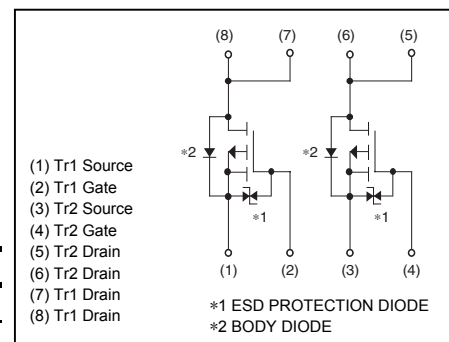 (8) (7) (6) (5)
*2 *2
(1) Tr1 Source
(2) Tr1 Gate
(3) Tr2 Source
(4) Tr2 Gate
(5) Tr2 Drain
(6) Tr2 Drain
(7) Tr1 Drain
(8) Tr1 Drain
*1 *1
(1) (2) (3) (4)
*1 ESD PROTECTION DIODE
*2 BODY DIODE